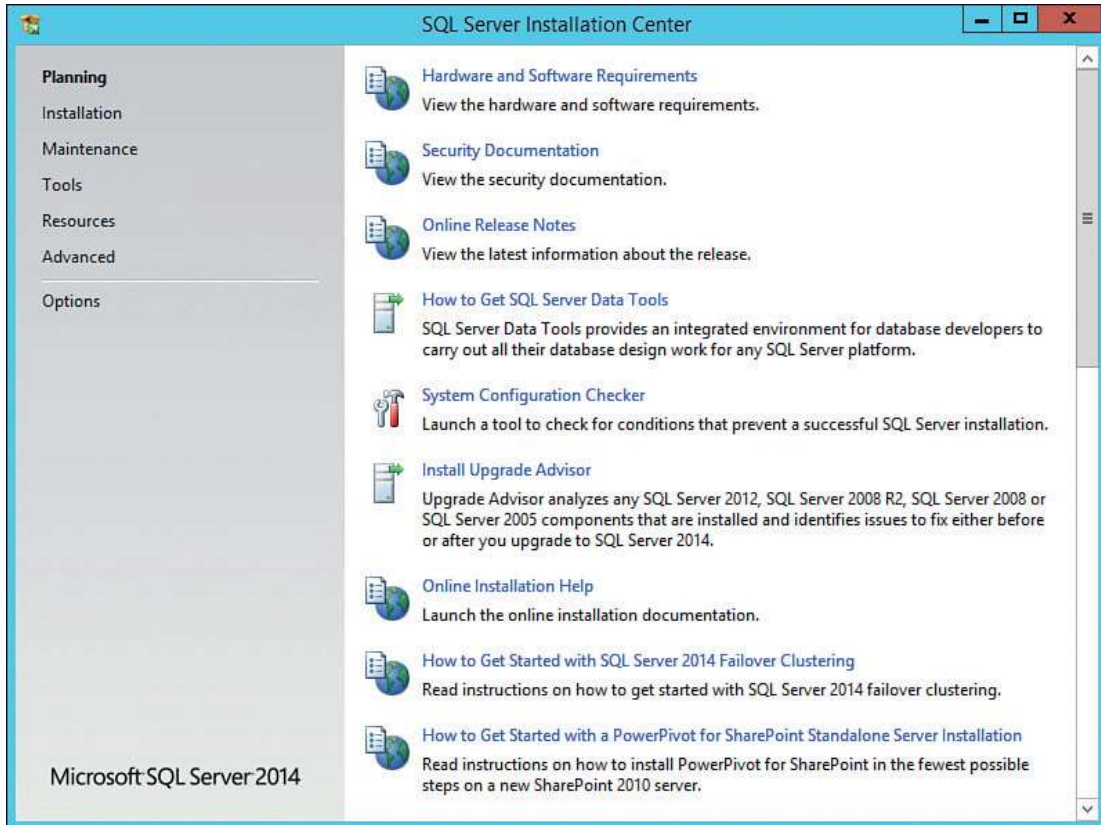 SQL Server Installation Center
Planning
Installation
Maintenance
Tools
Resources
Advanced
Options
Microsoft SQL Server 2014
Hardware and Software Requirements
View the hardware and software requirements.
Security Documentation
View the security documentation.
Online Release Notes
View the latest information about the release.
How to Get SQL Server Data Tools
SQL Server Data Tools provides an integrated environment for database developers to
carry out all their database design work for any SQL Server platform.
System Configuration Checker
Launch a tool to check for conditions that prevent a successful SQL Server installation.
Install Upgrade Advisor
Upgrade Advisor analyzes any SQL Server 2012, SQL Server 2008 R2, SQL Server 2008 or
SQL Server 2005 components that are installed and identifies issues to fix either before
or after you upgrade to SQL Server 2014.
Online Installation Help
Launch the online installation documentation.
How to Get Started with SQL Server 2014 Failover Clustering
Read instructions on how to get started with SQL Server 2014 failover clustering.
How to Get Started with a PowerPivot for SharePoint Standalone Server Installation
Read instructions on how to install PowerPivot for SharePoint in the fewest possible
steps on a new SharePoint 2010 server.